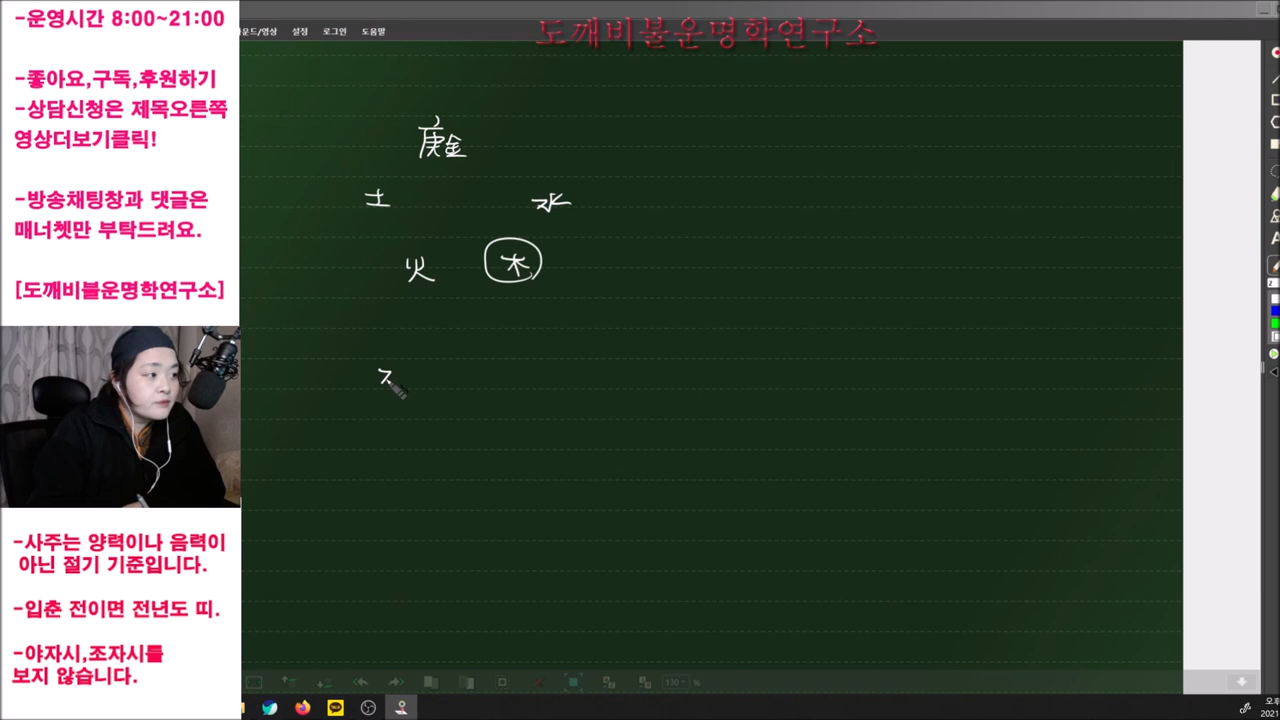 -운영시간 8:00~21:00
-좋아요,구독,후원하기
-상담신청은 제목오른쪽
영상더보기클릭!
-방송채팅창과 댓글은
매너쳇만 부탁드려요.
[도깨비불운명학연구소]
-사주는 양력이나 음력이
아닌 절기 기준입니다.
-입춘 전이면 전년도 띠.
-야자시,조자시를
보지 않습니다.
설정 로그인 도움말
도깨비불운명학연구소
庚金
土 水
火 木
130 %
2021